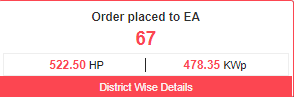 Order placed to EA
67
522.50 HP | 478.35 KWp
District Wise Details